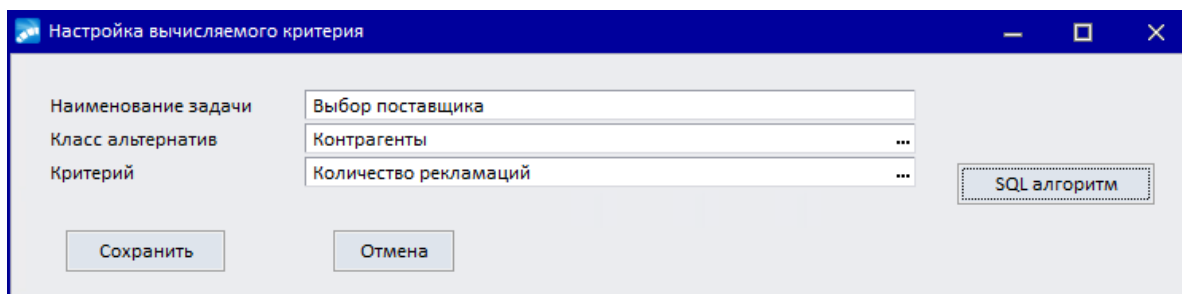 Настройка вычисляемого критерия
Наименование задачи Выбор поставщика
Класс альтернатив Контрагенты ...
Критерий Количество рекламаций ...
SQL алгоритм
Сохранить Отмена